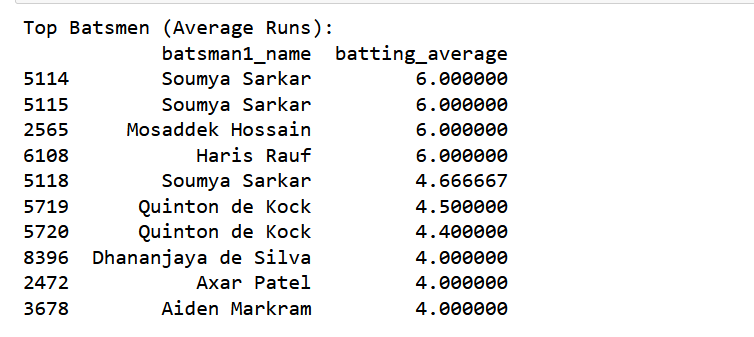 Top Batsmen (Average Runs):
batsman1_name batting_average
5114 Soumya Sarkar 6.000000
5115 Soumya Sarkar 6.000000
2565 Mosaddek Hossain 6.000000
6108 Haris Rauf 6.000000
5118 Soumya Sarkar 4.666667
5719 Quinton de Kock 4.500000
5720 Quinton de Kock 4.400000
8396 Dhananjaya de Silva 4.000000
2472 Axar Patel 4.000000
3678 Aiden Markram 4.000000